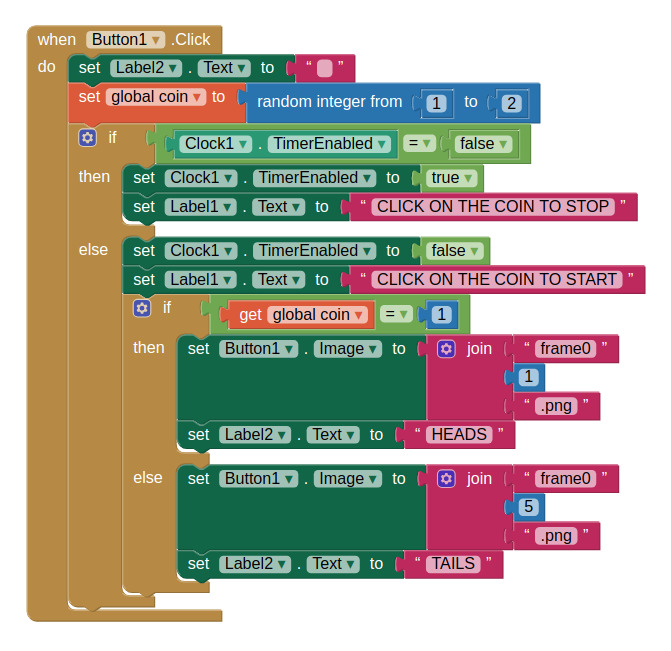 when Button1 .Click
do set Label2 . Text to “ ”
set global coin to random integer from 1 to 2
if Clock1 . TimerEnabled = false
then set Clock1 . TimerEnabled to true
set Label1 . Text to “ CLICK ON THE COIN TO STOP ”
else set Clock1 . TimerEnabled to false
set Label1 . Text to “ CLICK ON THE COIN TO START ”
if get global coin = 1
then set Button1 . Image to join “ frame0 ”
1
“ .png ”
set Label2 . Text to “ HEADS ”
else set Button1 . Image to join “ frame0 ”
5
“ .png ”
set Label2 . Text to “ TAILS ”